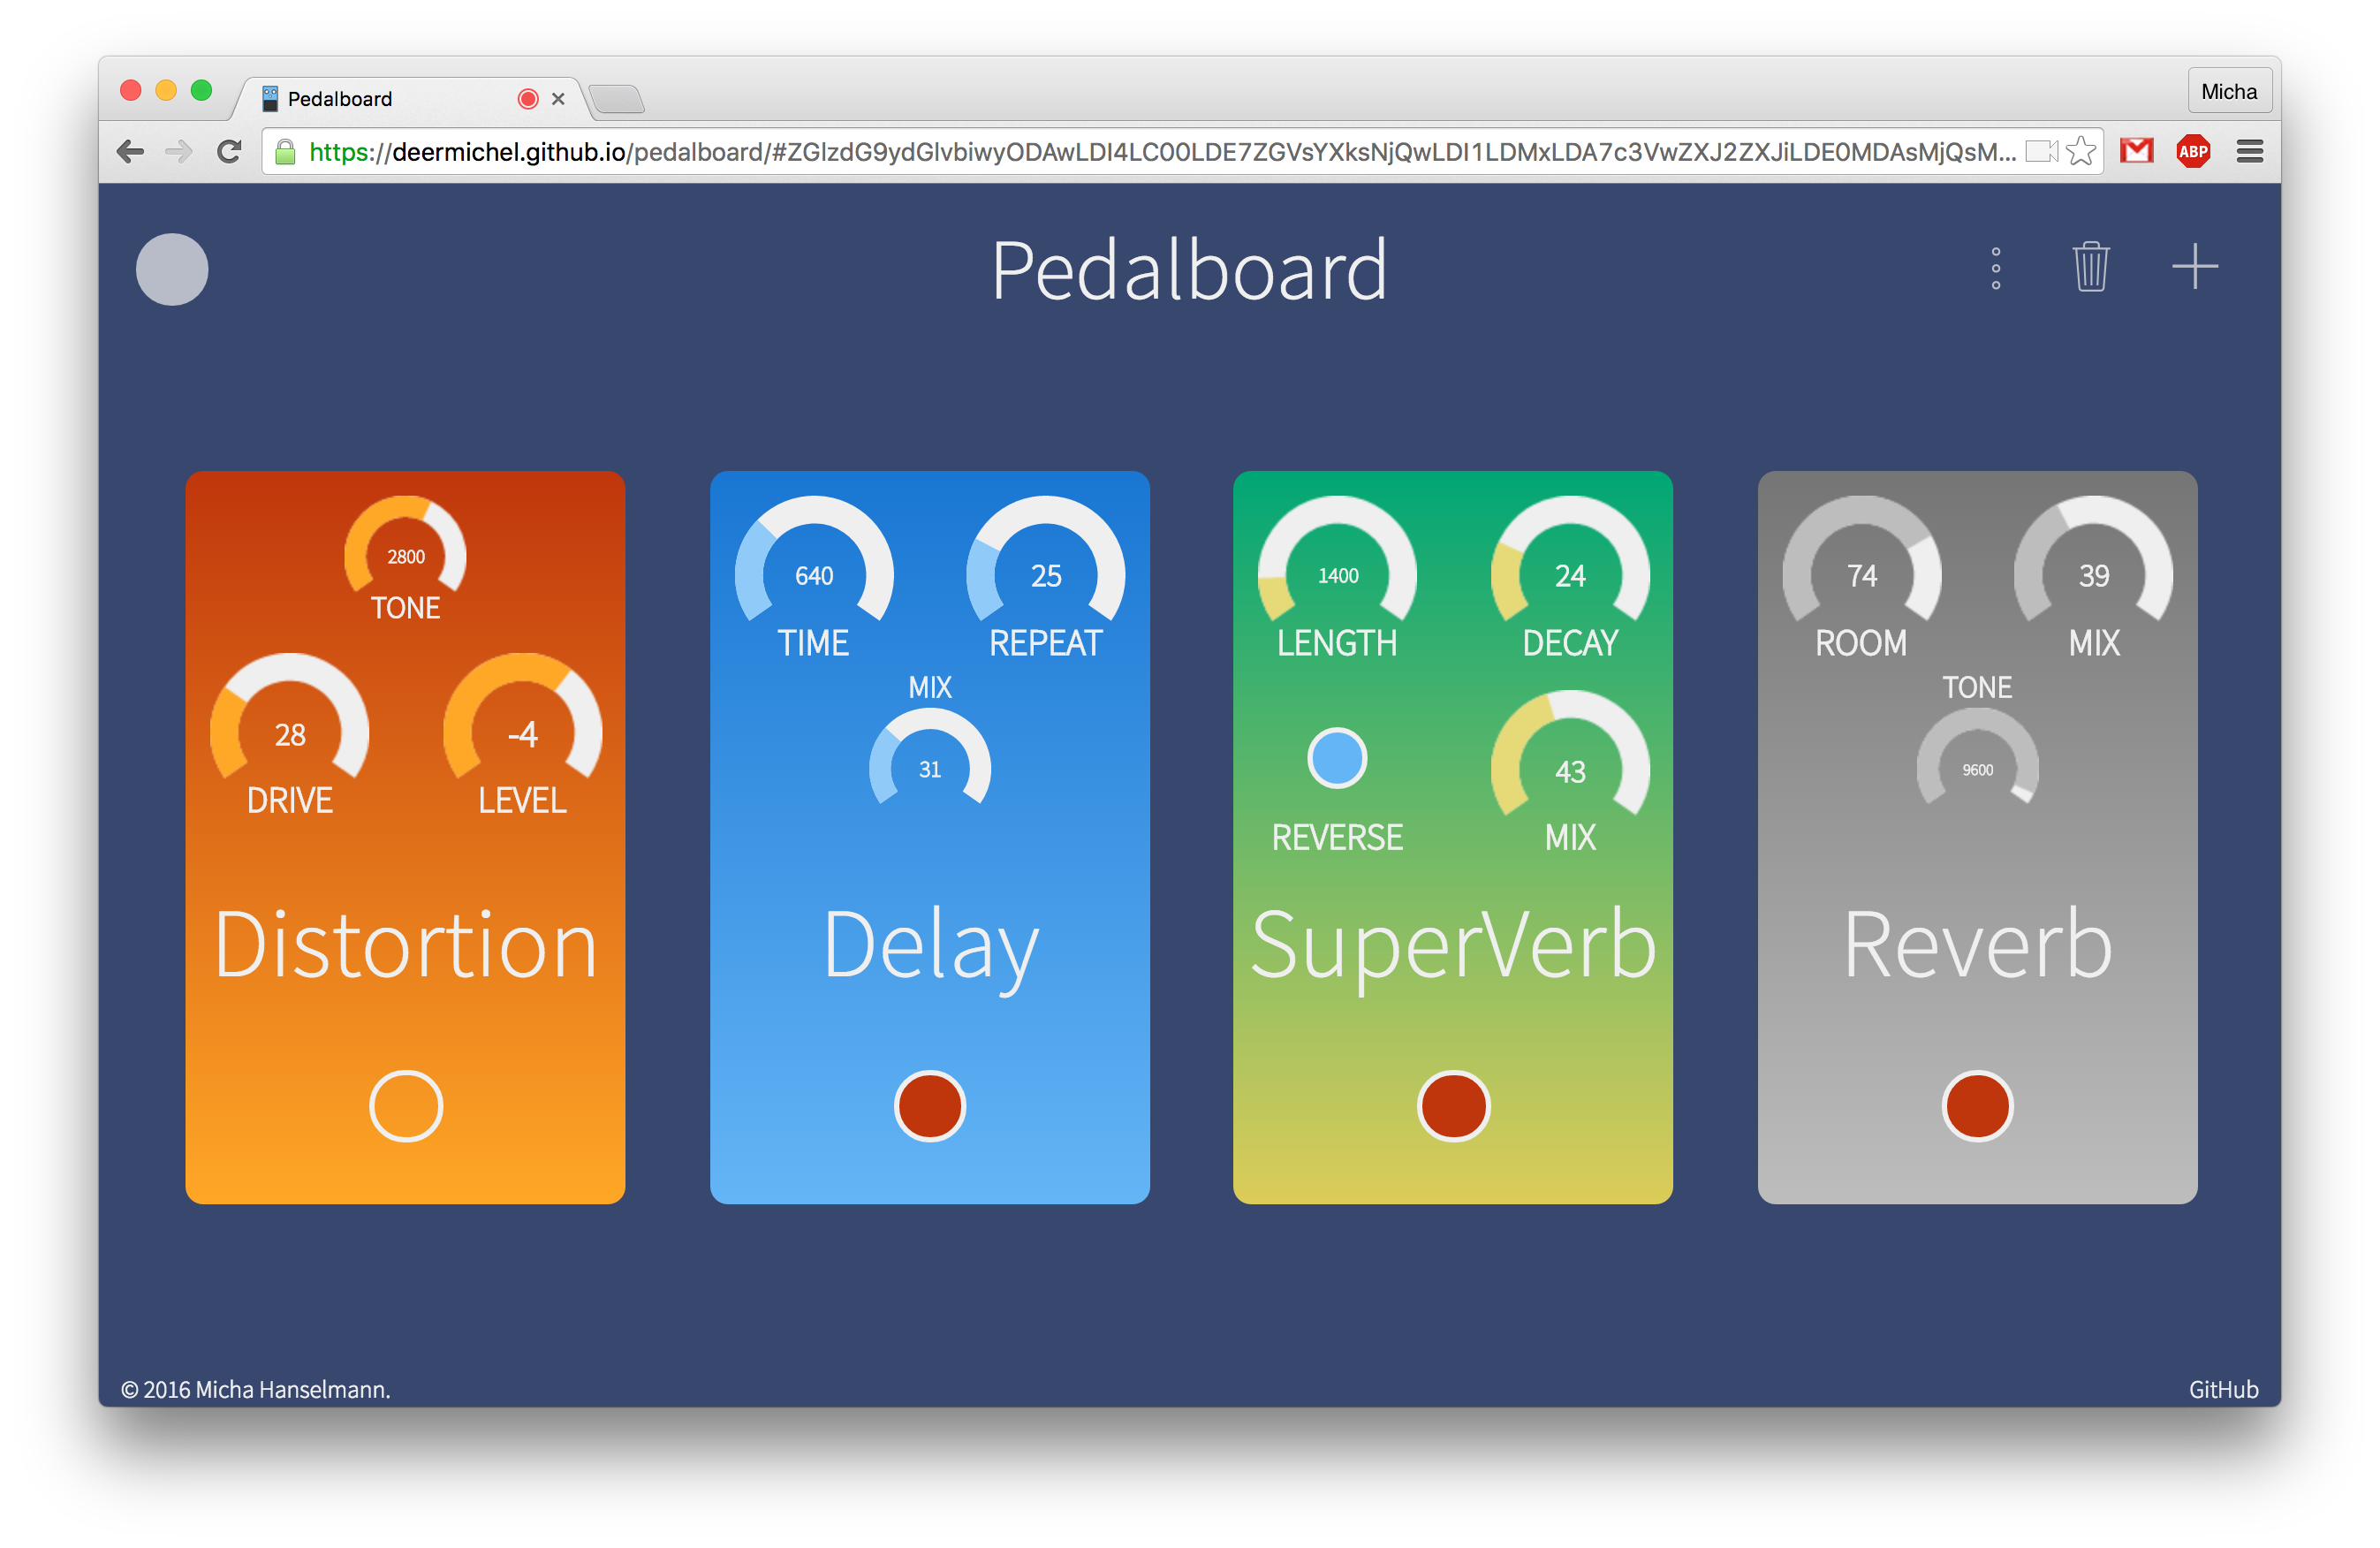 Pedalboard
Micha
https://deermichel.github.io/pedalboard/#ZGlzdG9ydGlvbiwyODAwLDI4LC00LDE7ZGVsYXksNjQwLDI1LDMxLDA7c3VwZXJ2ZXJiLDE0MDAsMjQsM...
ABP
Pedalboard
2800
TONE
28
DRIVE
-4
LEVEL
Distortion
640
TIME
25
REPEAT
MIX
31
Delay
1400
LENGTH
24
DECAY
REVERSE
43
MIX
SuperVerb
74
ROOM
39
MIX
TONE
9600
Reverb
© 2016 Micha Hanselmann.
GitHub